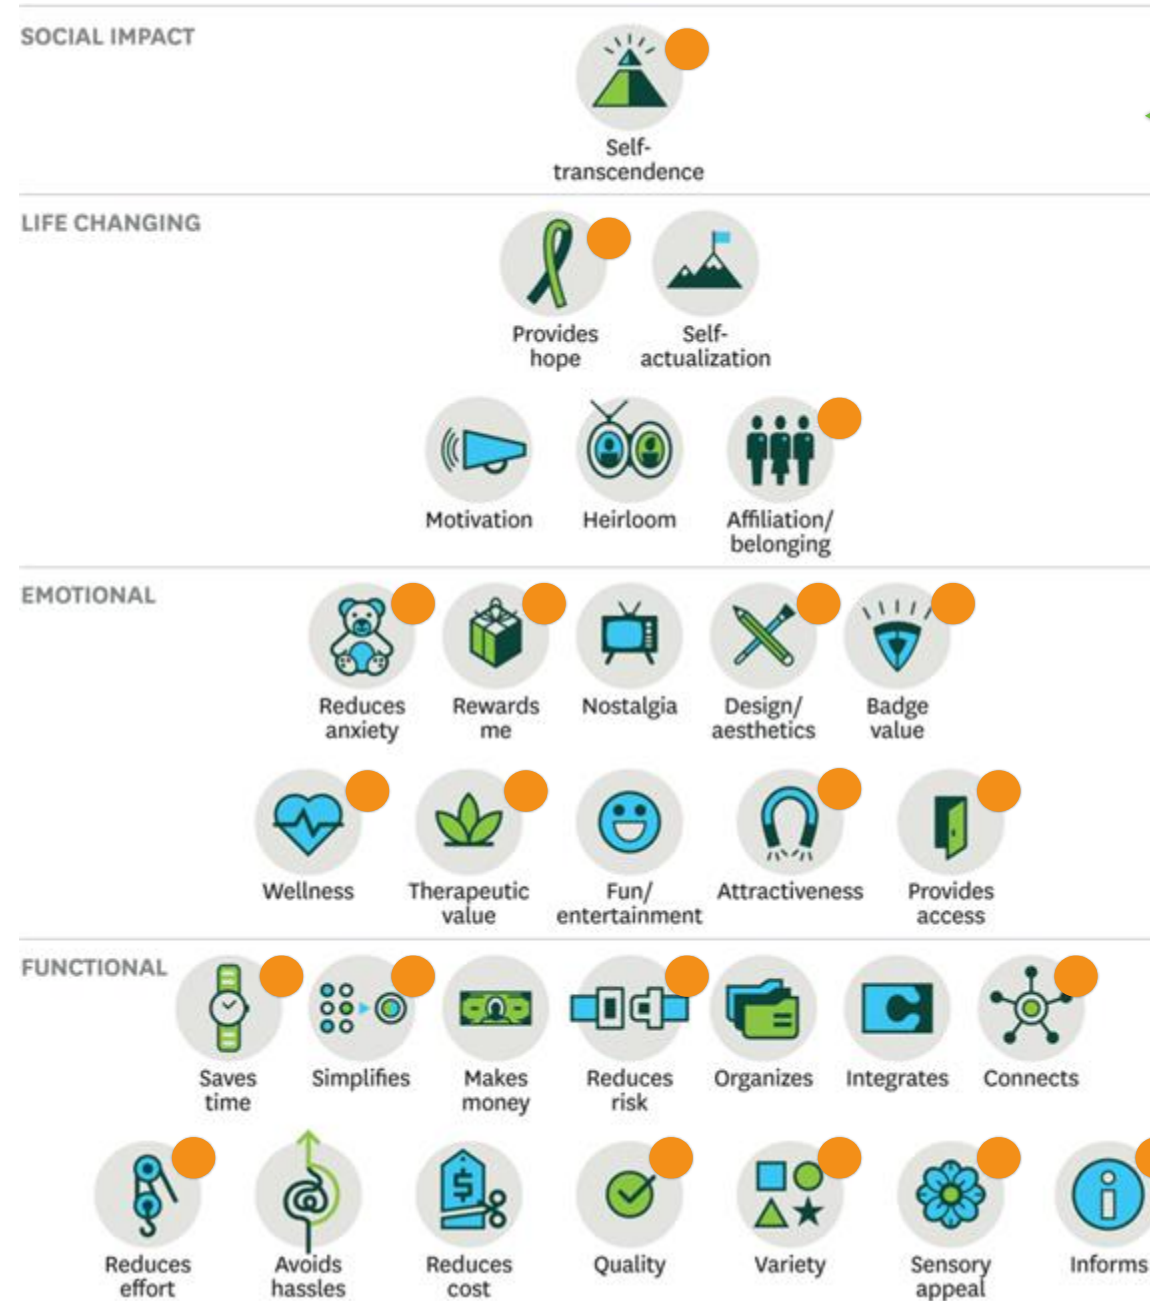 SOCIAL IMPACT
Self-
transcendence
LIFE CHANGING
Provides
hope
Self-
actualization
Motivation
Heirloom
Affiliation/
belonging
EMOTIONAL
Reduces
anxiety
Rewards
me
Nostalgia
Design/
aesthetics
Badge
value
Wellness
Therapeutic
value
Fun/
entertainment
Attractiveness
Provides
access
FUNCTIONAL
Saves
time
Simplifies
Makes
money
Reduces
risk
Organizes
Integrates
Connects
Reduces
effort
Avoids
hassles
Reduces
cost
Quality
Variety
Sensory
appeal
Informs